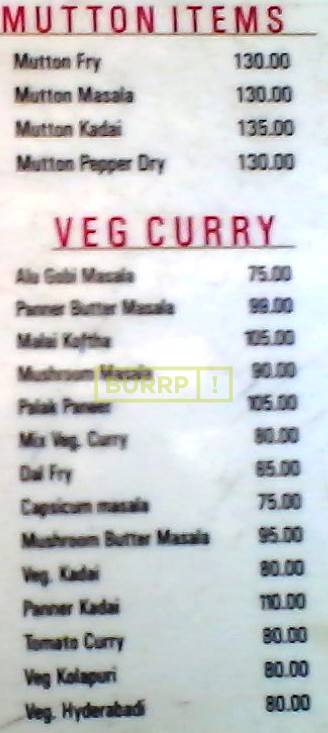 MUTTON ITEMS
Mutton Fry 130.00
Mutton Masala 130.00
Mutton Kadai 135.00
Mutton Pepper Dry 130.00
VEG CURRY
Alu Gobi Masala 75.00
Panner Butter Masala 99.00
Malai Koftha 105.00
Mushroom Masala 90.00
BURRP!
Palak Paneer 105.00
Mix Veg. Curry 80.00
Dal Fry 65.00
Capsicum masala 75.00
Mushroom Butter Masala 95.00
Veg. Kadai 80.00
Panner Kadai 110.00
Tomato Curry 80.00
Veg Kolapuri 80.00
Veg. Hyderabadi 80.00